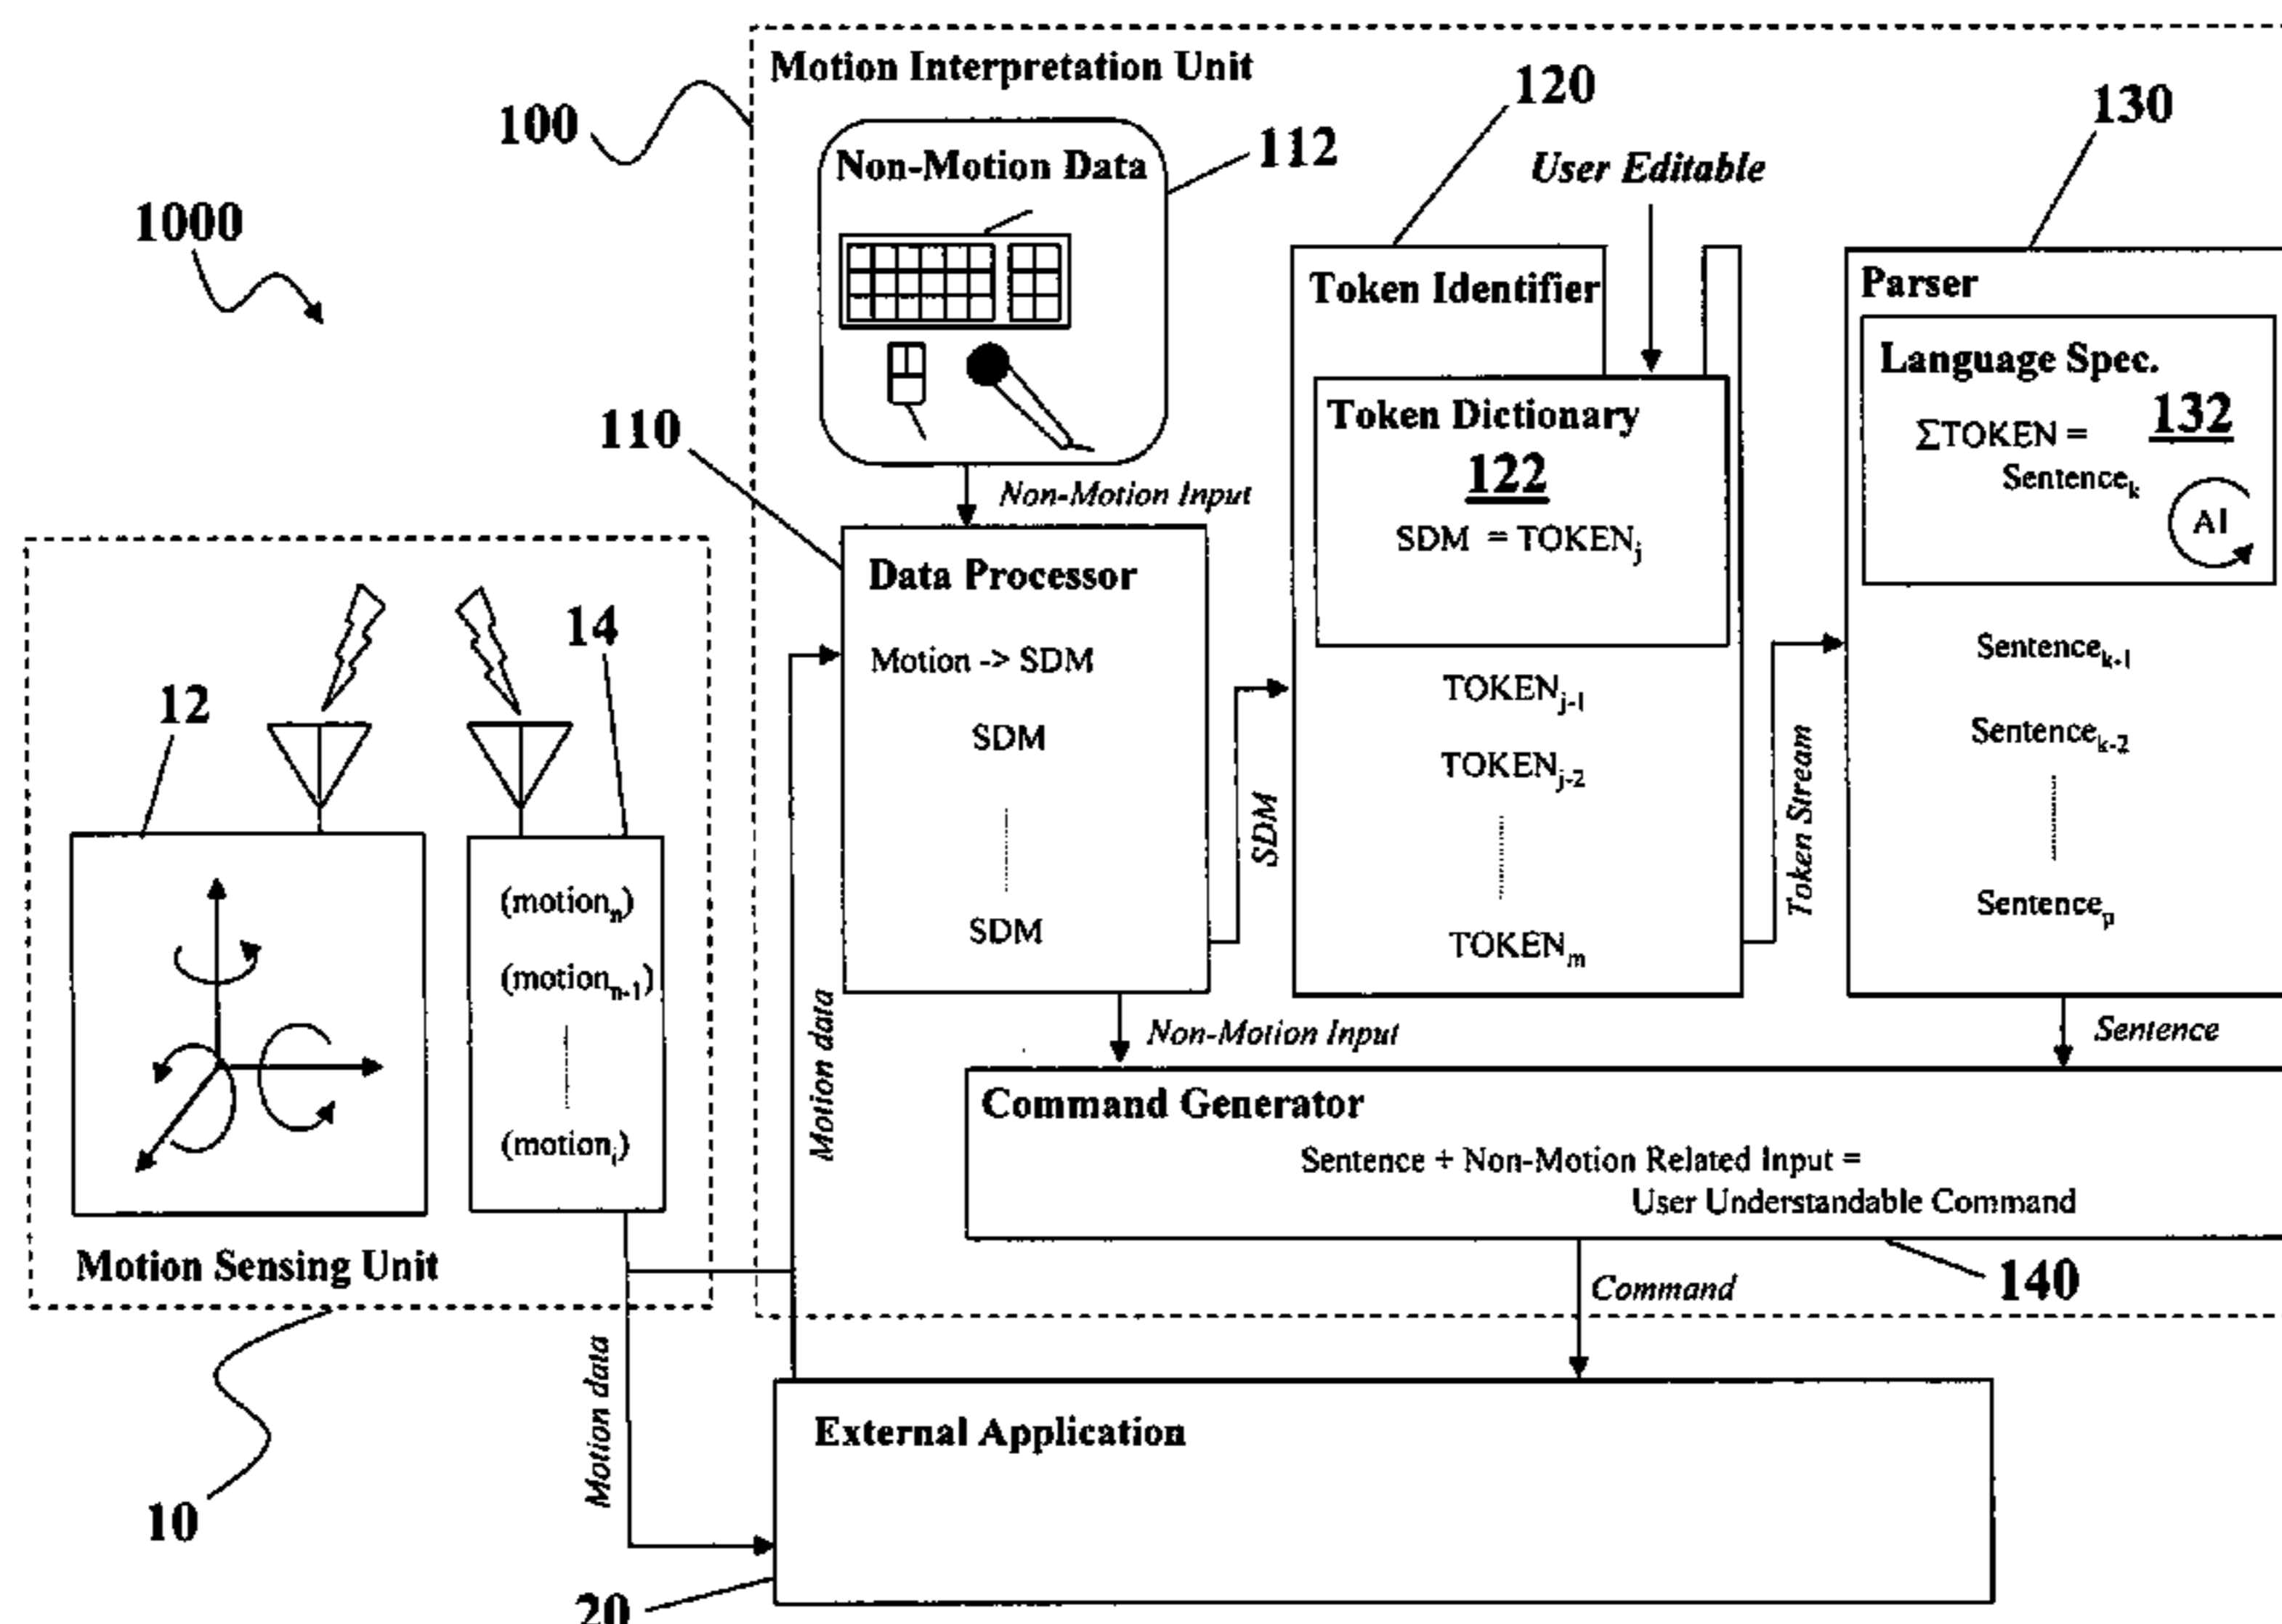 Motion Interpretation Unit
100
1000
Non-Motion Data
112
120
User Editable
130
Non-Motion Input
110
Data Processor
Motion -> SDM
SDM
SDM
SDM
Token Identifier
Token Dictionary
122
SDM = TOKENj
TOKENj-1
TOKENj-2
TOKENm
Token Stream
Parser
Language Spec.
132
ΣTOKEN =
Sentencek
AI
Sentencek-1
Sentencek-2
Sentencep
12
14
(motionn)
(motionn-1)
(motioni)
Motion Sensing Unit
10
Motion data
Motion data
Non-Motion Input
Sentence
Command Generator
Sentence + Non-Motion Related Input =
User Understandable Command
140
Command
External Application
20